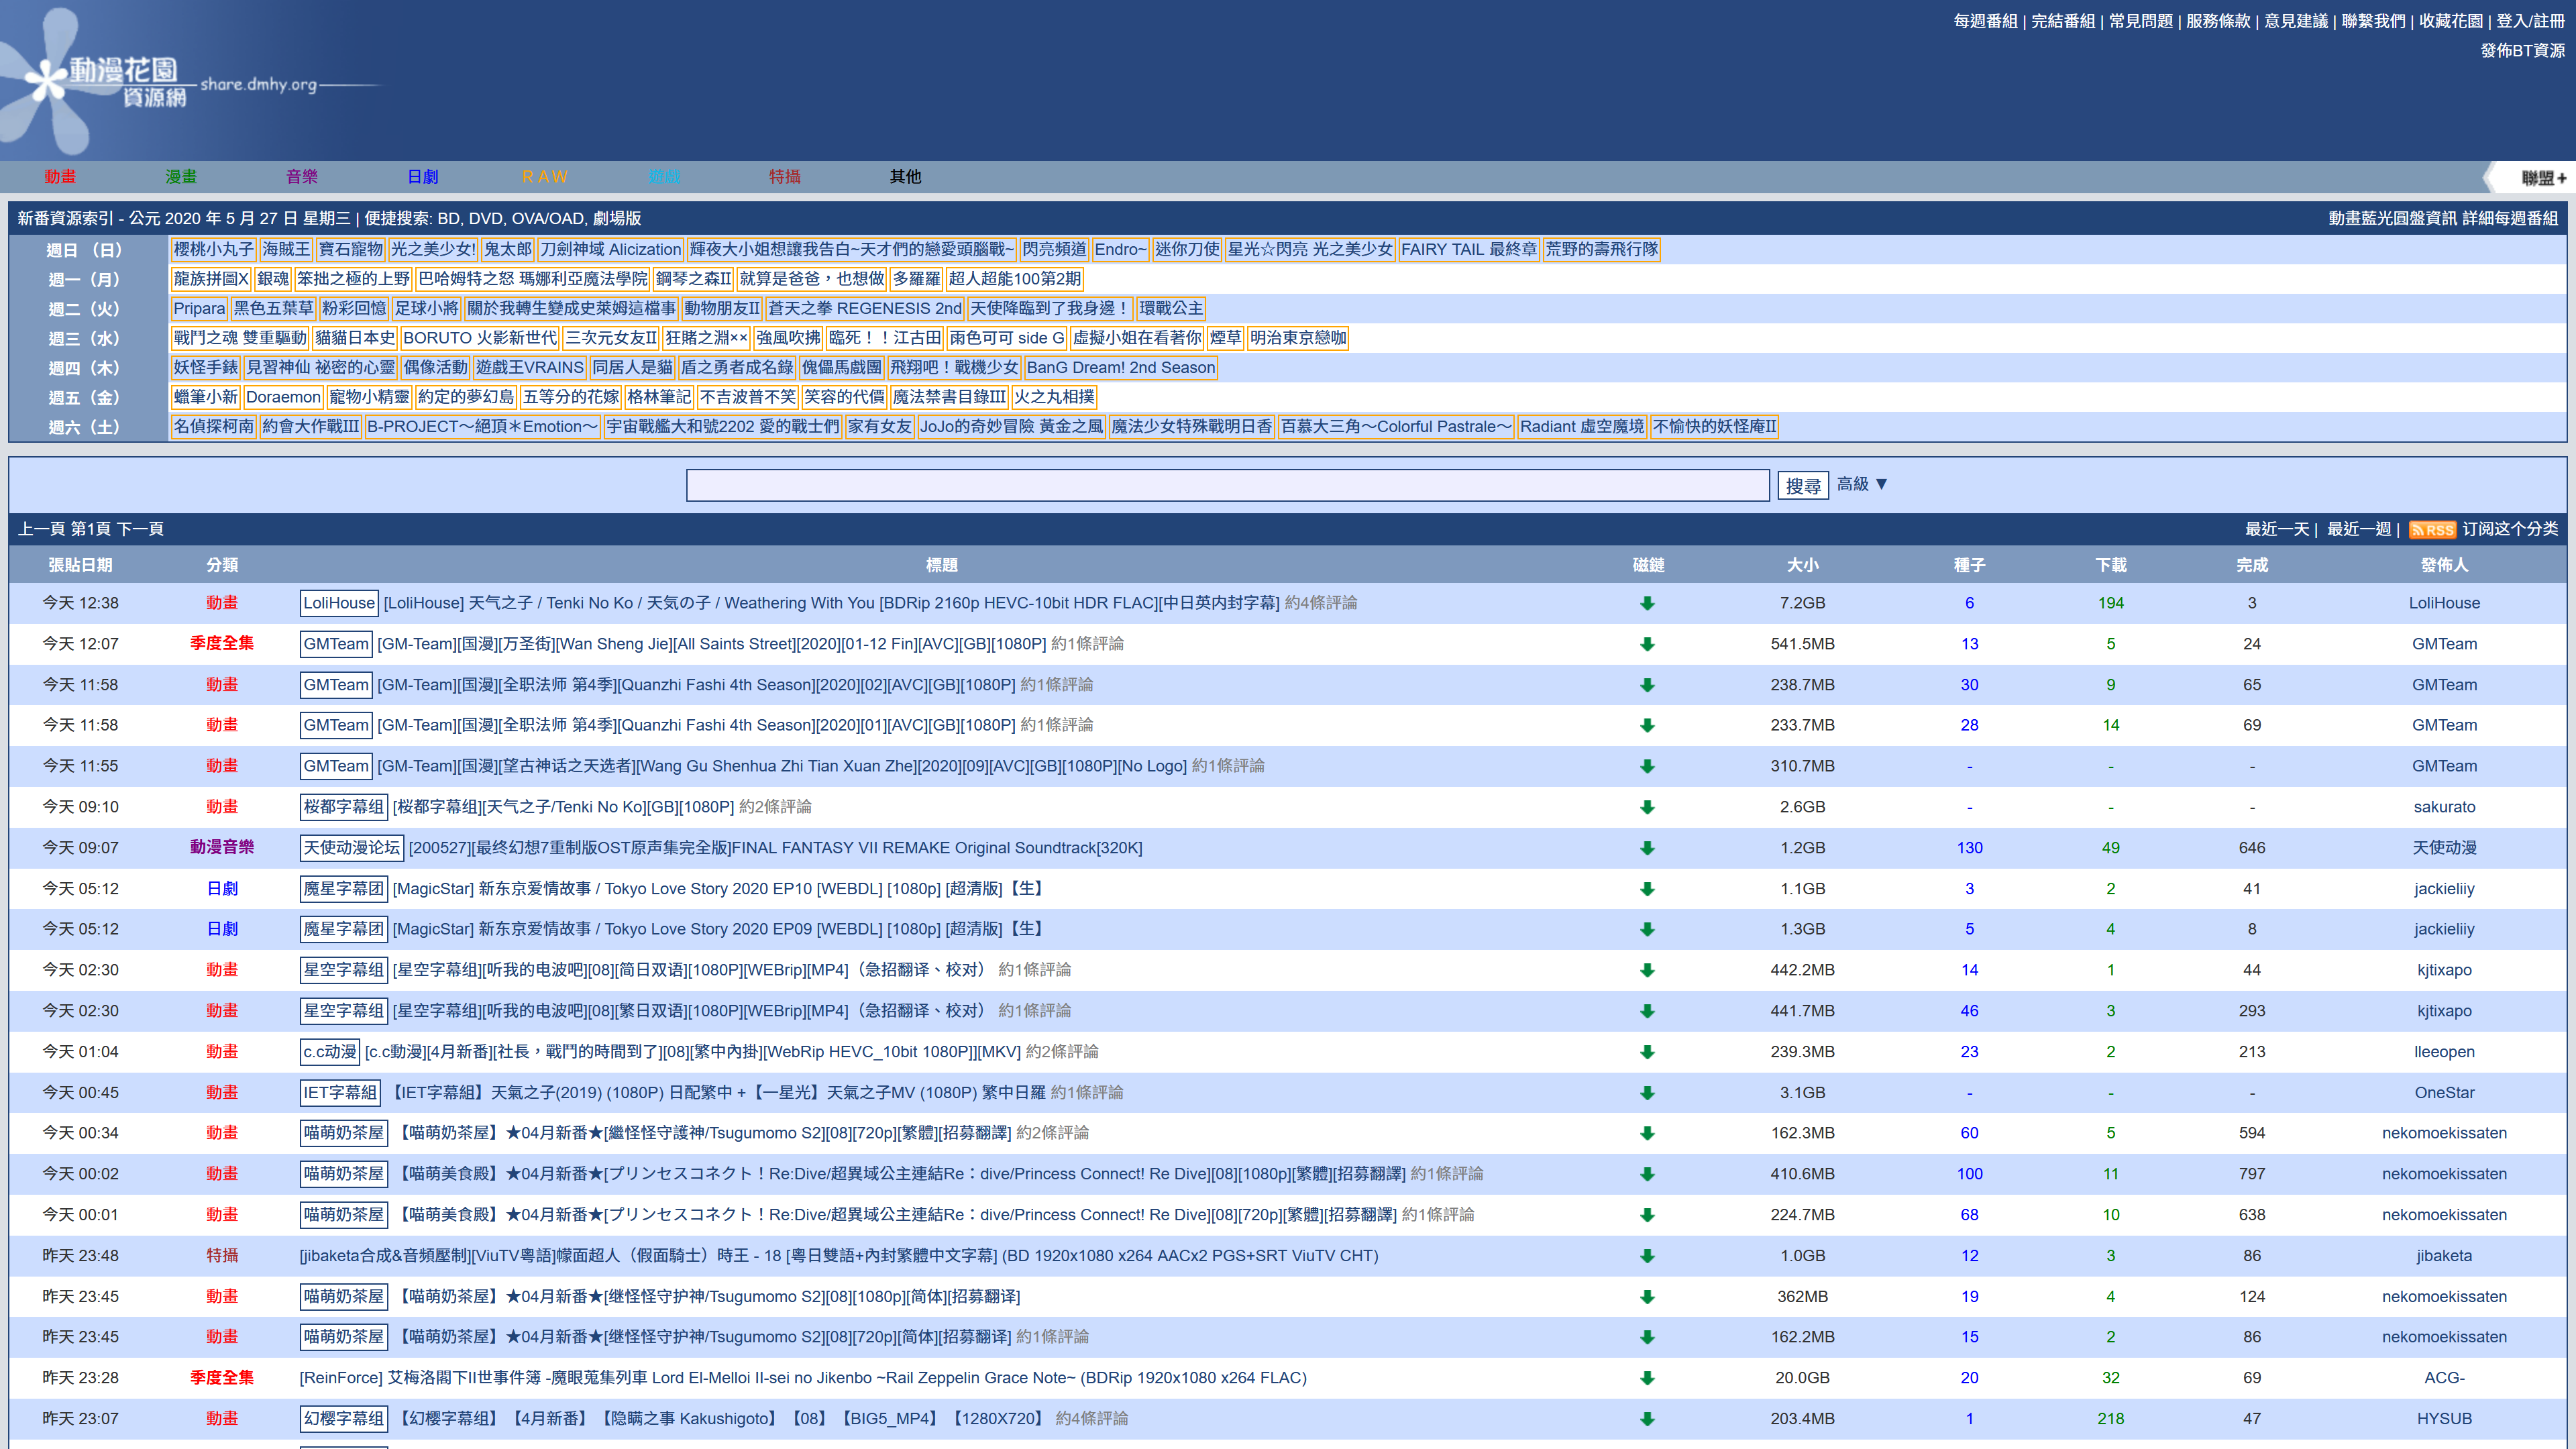 動漫花園
資源網
share.dmhy.org
每週番組 | 完結番組 | 常見問題 | 服務條款 | 意見建議 | 聯繫我們 | 收藏花園 | 登入/註冊
發佈BT資源
動畫 漫畫 音樂 日劇 R A W 遊戲 特攝 其他 聯盟+
新番資源索引 - 公元 2020 年 5 月 27 日 星期三 | 便捷搜索: BD, DVD, OVA/OAD, 劇場版 動畫藍光圓盤資訊 詳細每週番組
週日 （日） 櫻桃小丸子 海賊王 寶石寵物 光之美少女! 鬼太郎 刀劍神域 Alicization 輝夜大小姐想讓我告白~天才們的戀愛頭腦戰~ 閃亮頻道 Endro~ 迷你刀使 星光☆閃亮 光之美少女 FAIRY TAIL 最終章 荒野的壽飛行隊
週一（月） 龍族拼圖X 銀魂 笨拙之極的上野 巴哈姆特之怒 瑪娜利亞魔法學院 鋼琴之森II 就算是爸爸，也想做 多羅羅 超人超能100第2期
週二（火） Pripara 黑色五葉草 粉彩回憶 足球小將 關於我轉生變成史萊姆這檔事 動物朋友II 蒼天之拳 REGENESIS 2nd 天使降臨到了我身邊！ 環戰公主
週三（水） 戰鬥之魂 雙重驅動 貓貓日本史 BORUTO 火影新世代 三次元女友II 狂賭之淵×× 強風吹拂 臨死！！江古田 雨色可可 side G 虛擬小姐在看著你 煙草 明治東京戀咖
週四（木） 妖怪手錶 見習神仙 祕密的心靈 偶像活動 遊戲王VRAINS 同居人是貓 盾之勇者成名錄 傀儡馬戲團 飛翔吧！戰機少女 BanG Dream! 2nd Season
週五（金） 蠟筆小新 Doraemon 寵物小精靈 約定的夢幻島 五等分的花嫁 格林筆記 不吉波普不笑 笑容的代價 魔法禁書目錄III 火之丸相撲
週六（土） 名偵探柯南 約會大作戰III B-PROJECT～絕頂＊Emotion～ 宇宙戰艦大和號2202 愛的戰士們 家有女友 JoJo的奇妙冒險 黃金之風 魔法少女特殊戰明日香 百慕大三角～Colorful Pastrale～ Radiant 虛空魔境 不愉快的妖怪庵II
搜尋 高級 ▼
上一頁 第1頁 下一頁 最近一天 | 最近一週 | RSS 订阅这个分类
張貼日期 分類 標題 磁鏈 大小 種子 下載 完成 發佈人
今天 12:38 動畫 LoliHouse [LoliHouse] 天气之子 / Tenki No Ko / 天気の子 / Weathering With You [BDRip 2160p HEVC-10bit HDR FLAC][中日英内封字幕] 約4條評論 7.2GB 6 194 3 LoliHouse
今天 12:07 季度全集 GMTeam [GM-Team][国漫][万圣街][Wan Sheng Jie][All Saints Street][2020][01-12 Fin][AVC][GB][1080P] 約1條評論 541.5MB 13 5 24 GMTeam
今天 11:58 動畫 GMTeam [GM-Team][国漫][全职法师 第4季][Quanzhi Fashi 4th Season][2020][02][AVC][GB][1080P] 約1條評論 238.7MB 30 9 65 GMTeam
今天 11:58 動畫 GMTeam [GM-Team][国漫][全职法师 第4季][Quanzhi Fashi 4th Season][2020][01][AVC][GB][1080P] 約1條評論 233.7MB 28 14 69 GMTeam
今天 11:55 動畫 GMTeam [GM-Team][国漫][望古神话之天选者][Wang Gu Shenhua Zhi Tian Xuan Zhe][2020][09][AVC][GB][1080P][No Logo] 約1條評論 310.7MB - - - GMTeam
今天 09:10 動畫 桜都字幕组 [桜都字幕组][天气之子/Tenki No Ko][GB][1080P] 約2條評論 2.6GB - - - sakurato
今天 09:07 動漫音樂 天使动漫论坛 [200527][最终幻想7重制版OST原声集完全版]FINAL FANTASY VII REMAKE Original Soundtrack[320K] 1.2GB 130 49 646 天使动漫
今天 05:12 日劇 魔星字幕团 [MagicStar] 新东京爱情故事 / Tokyo Love Story 2020 EP10 [WEBDL] [1080p] [超清版]【生】 1.1GB 3 2 41 jackieliiy
今天 05:12 日劇 魔星字幕团 [MagicStar] 新东京爱情故事 / Tokyo Love Story 2020 EP09 [WEBDL] [1080p] [超清版]【生】 1.3GB 5 4 8 jackieliiy
今天 02:30 動畫 星空字幕组 [星空字幕组][听我的电波吧][08][简日双语][1080P][WEBrip][MP4]（急招翻译、校对） 約1條評論 442.2MB 14 1 44 kjtixapo
今天 02:30 動畫 星空字幕组 [星空字幕组][听我的电波吧][08][繁日双语][1080P][WEBrip][MP4]（急招翻译、校对） 約1條評論 441.7MB 46 3 293 kjtixapo
今天 01:04 動畫 c.c动漫 [c.c動漫][4月新番][社長，戰鬥的時間到了][08][繁中內掛][WebRip HEVC_10bit 1080P]][MKV] 約2條評論 239.3MB 23 2 213 lleeopen
今天 00:45 動畫 IET字幕組 【IET字幕組】天氣之子(2019) (1080P) 日配繁中 +【一星光】天氣之子MV (1080P) 繁中日羅 約1條評論 3.1GB - - - OneStar
今天 00:34 動畫 喵萌奶茶屋 【喵萌奶茶屋】★04月新番★[繼怪怪守護神/Tsugumomo S2][08][720p][繁體][招募翻譯] 約2條評論 162.3MB 60 5 594 nekomoekissaten
今天 00:02 動畫 喵萌奶茶屋 【喵萌美食殿】★04月新番★[プリンセスコネクト！Re:Dive/超異域公主連結Re：dive/Princess Connect! Re Dive][08][1080p][繁體][招募翻譯] 約1條評論 410.6MB 100 11 797 nekomoekissaten
今天 00:01 動畫 喵萌奶茶屋 【喵萌美食殿】★04月新番★[プリンセスコネクト！Re:Dive/超異域公主連結Re：dive/Princess Connect! Re Dive][08][720p][繁體][招募翻譯] 約1條評論 224.7MB 68 10 638 nekomoekissaten
昨天 23:48 特攝 [jibaketa合成&音頻壓制][ViuTV粵語]幪面超人（假面騎士）時王 - 18 [粵日雙語+內封繁體中文字幕] (BD 1920x1080 x264 AACx2 PGS+SRT ViuTV CHT) 1.0GB 12 3 86 jibaketa
昨天 23:45 動畫 喵萌奶茶屋 【喵萌奶茶屋】★04月新番★[继怪怪守护神/Tsugumomo S2][08][1080p][简体][招募翻译] 362MB 19 4 124 nekomoekissaten
昨天 23:45 動畫 喵萌奶茶屋 【喵萌奶茶屋】★04月新番★[继怪怪守护神/Tsugumomo S2][08][720p][简体][招募翻译] 約1條評論 162.2MB 15 2 86 nekomoekissaten
昨天 23:28 季度全集 [ReinForce] 艾梅洛閣下II世事件簿 -魔眼蒐集列車 Lord El-Melloi II-sei no Jikenbo ~Rail Zeppelin Grace Note~ (BDRip 1920x1080 x264 FLAC) 20.0GB 20 32 69 ACG-
昨天 23:07 動畫 幻樱字幕组 【幻樱字幕组】【4月新番】【隐瞒之事 Kakushigoto】【08】【BIG5_MP4】【1280X720】 約4條評論 203.4MB 1 218 47 HYSUB